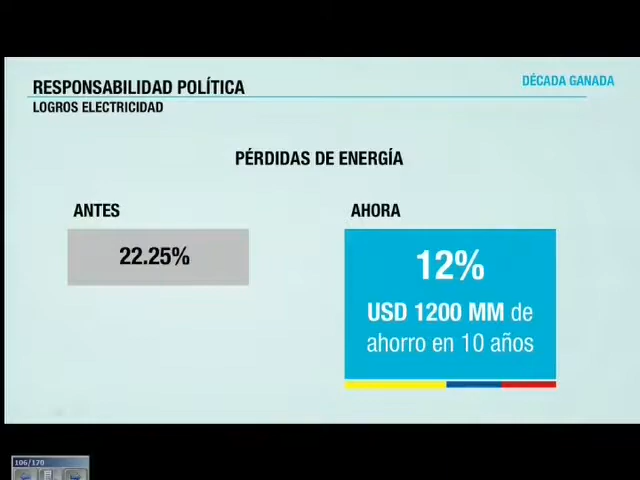 RESPONSABILIDAD POLÍTICA
DÉCADA GANADA
LOGROS ELECTRICIDAD
PÉRDIDAS DE ENERGÍA
ANTES
AHORA
22.25%
12%
USD 1200 MM de
ahorro en 10 años
106/170